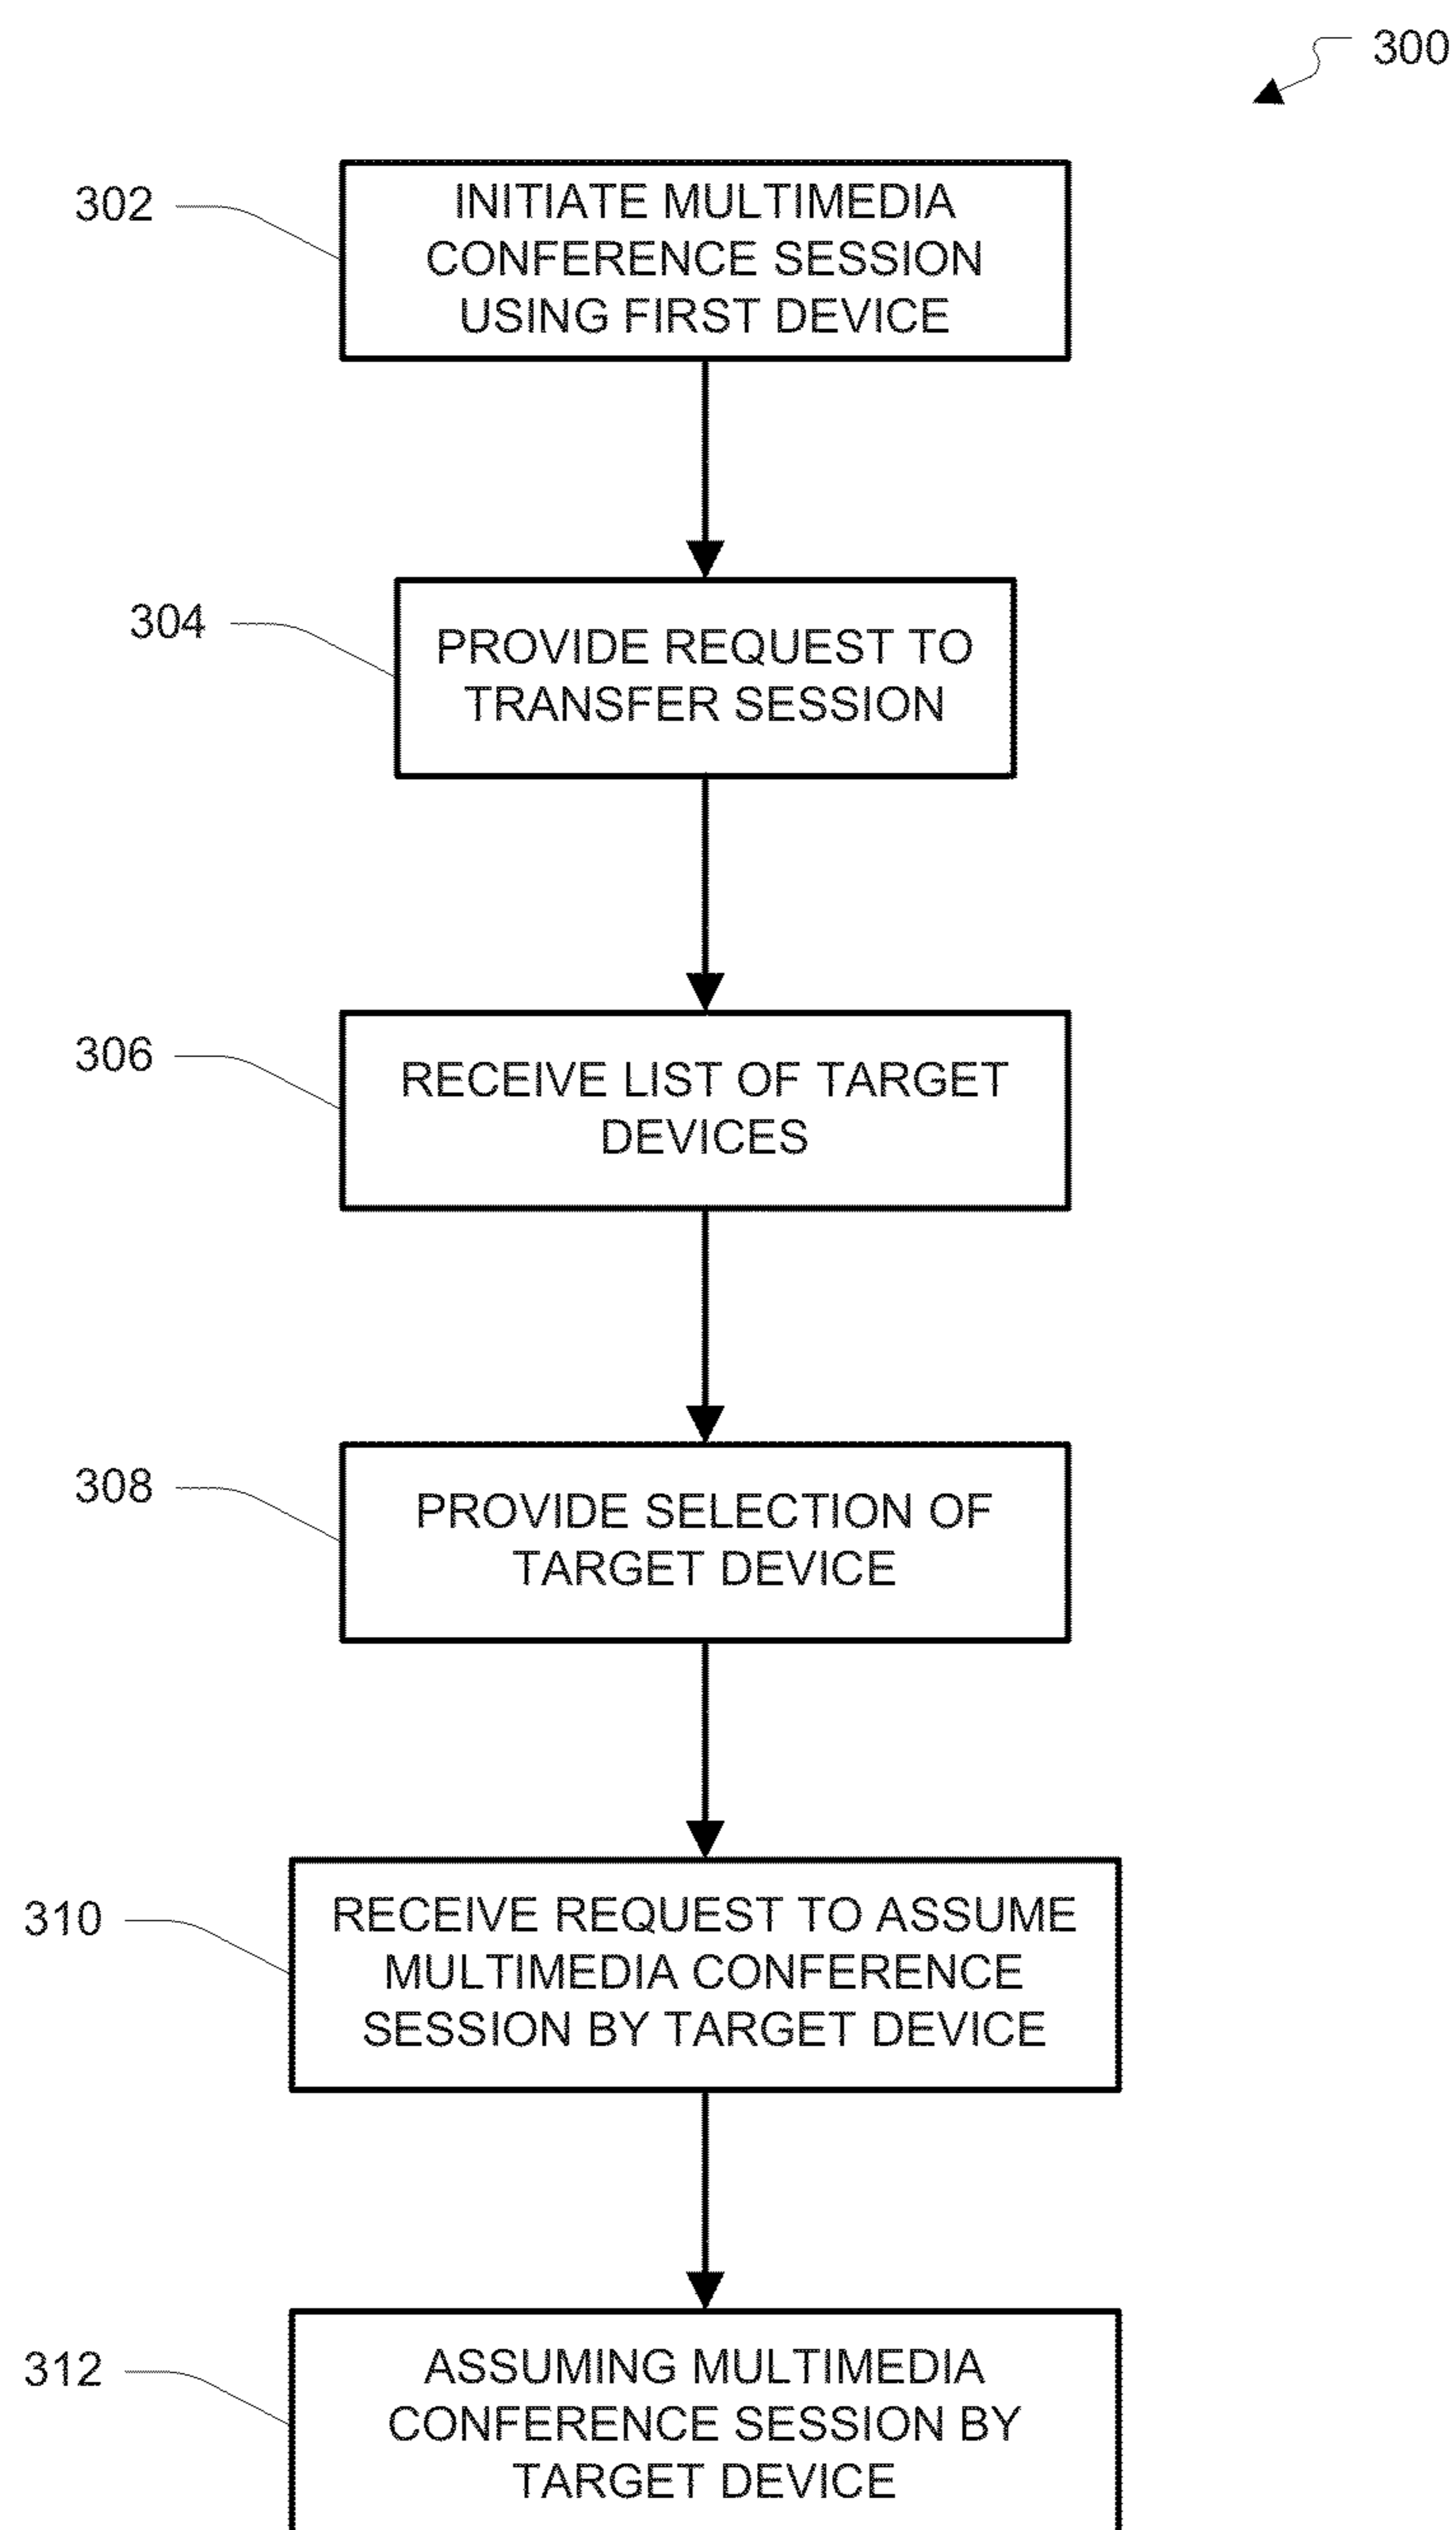 300
302
INITIATE MULTIMEDIA
CONFERENCE SESSION
USING FIRST DEVICE
304
PROVIDE REQUEST TO
TRANSFER SESSION
306
RECEIVE LIST OF TARGET
DEVICES
308
PROVIDE SELECTION OF
TARGET DEVICE
310
RECEIVE REQUEST TO ASSUME
MULTIMEDIA CONFERENCE
SESSION BY TARGET DEVICE
312
ASSUMING MULTIMEDIA
CONFERENCE SESSION BY
TARGET DEVICE